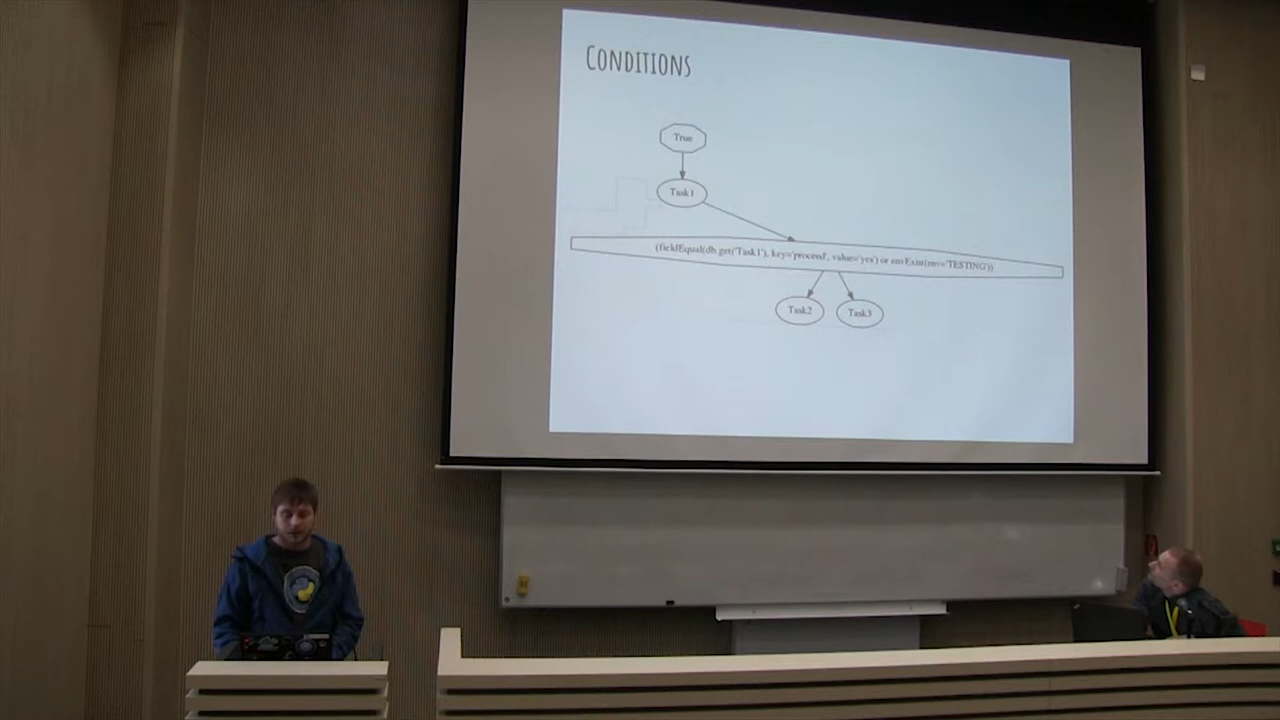 CONDITIONS
True
Task1
(fieldEqual(db.get('Task1'), key='proceed', value='yes') or envExist(env='TESTING'))
Task2
Task3